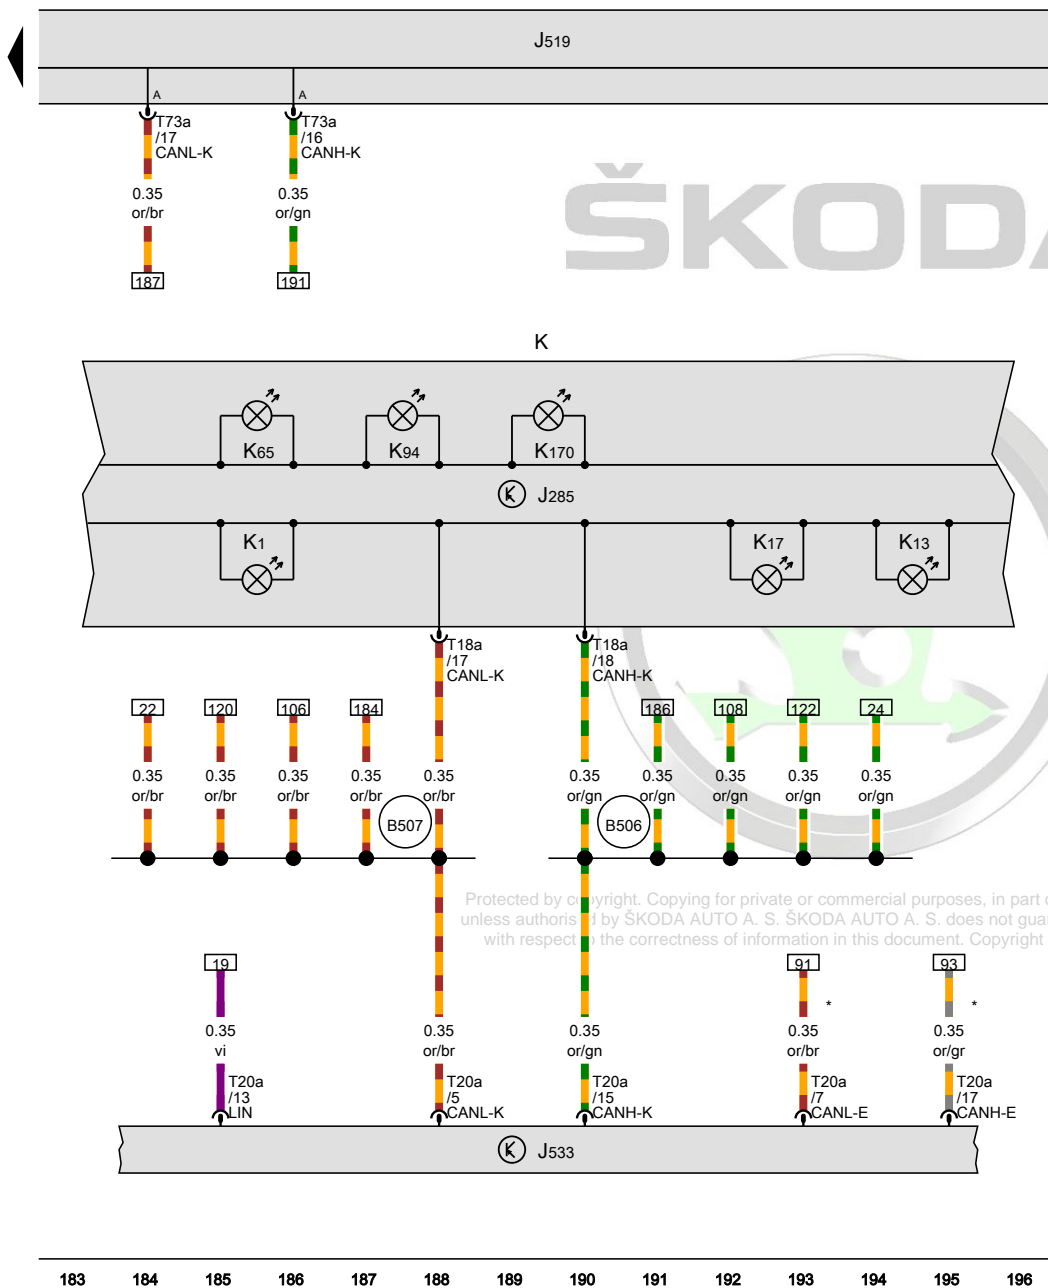 J519
A
A
T73a
/17
CANL-K
T73a
/16
CANH-K
0.35
or/br
0.35
or/gn
187
191
ŠKODA
K
K65
K94
K170
J285
K1
K17
K13
T18a
/17
CANL-K
T18a
/18
CANH-K
22
120
106
184
186
108
122
24
0.35
or/br
0.35
or/br
0.35
or/br
0.35
or/br
0.35
or/br
0.35
or/gn
0.35
or/gn
0.35
or/gn
0.35
or/gn
0.35
or/gn
B507
B506
Protected by copyright. Copying for private or commercial purposes, in part
unless authorised by ŠKODA AUTO A. S. ŠKODA AUTO A. S. does not
with respect to the correctness of information in this document. Copyright
19
91
93
*
*
0.35
vi
0.35
or/br
0.35
or/gn
0.35
or/br
0.35
or/gr
T20a
/13
LIN
T20a
/5
CANL-K
T20a
/15
CANH-K
T20a
/7
CANL-E
T20a
/17
CANH-E
J533
183 184 185 186 187 188 189 190 191 192 193 194 195 196